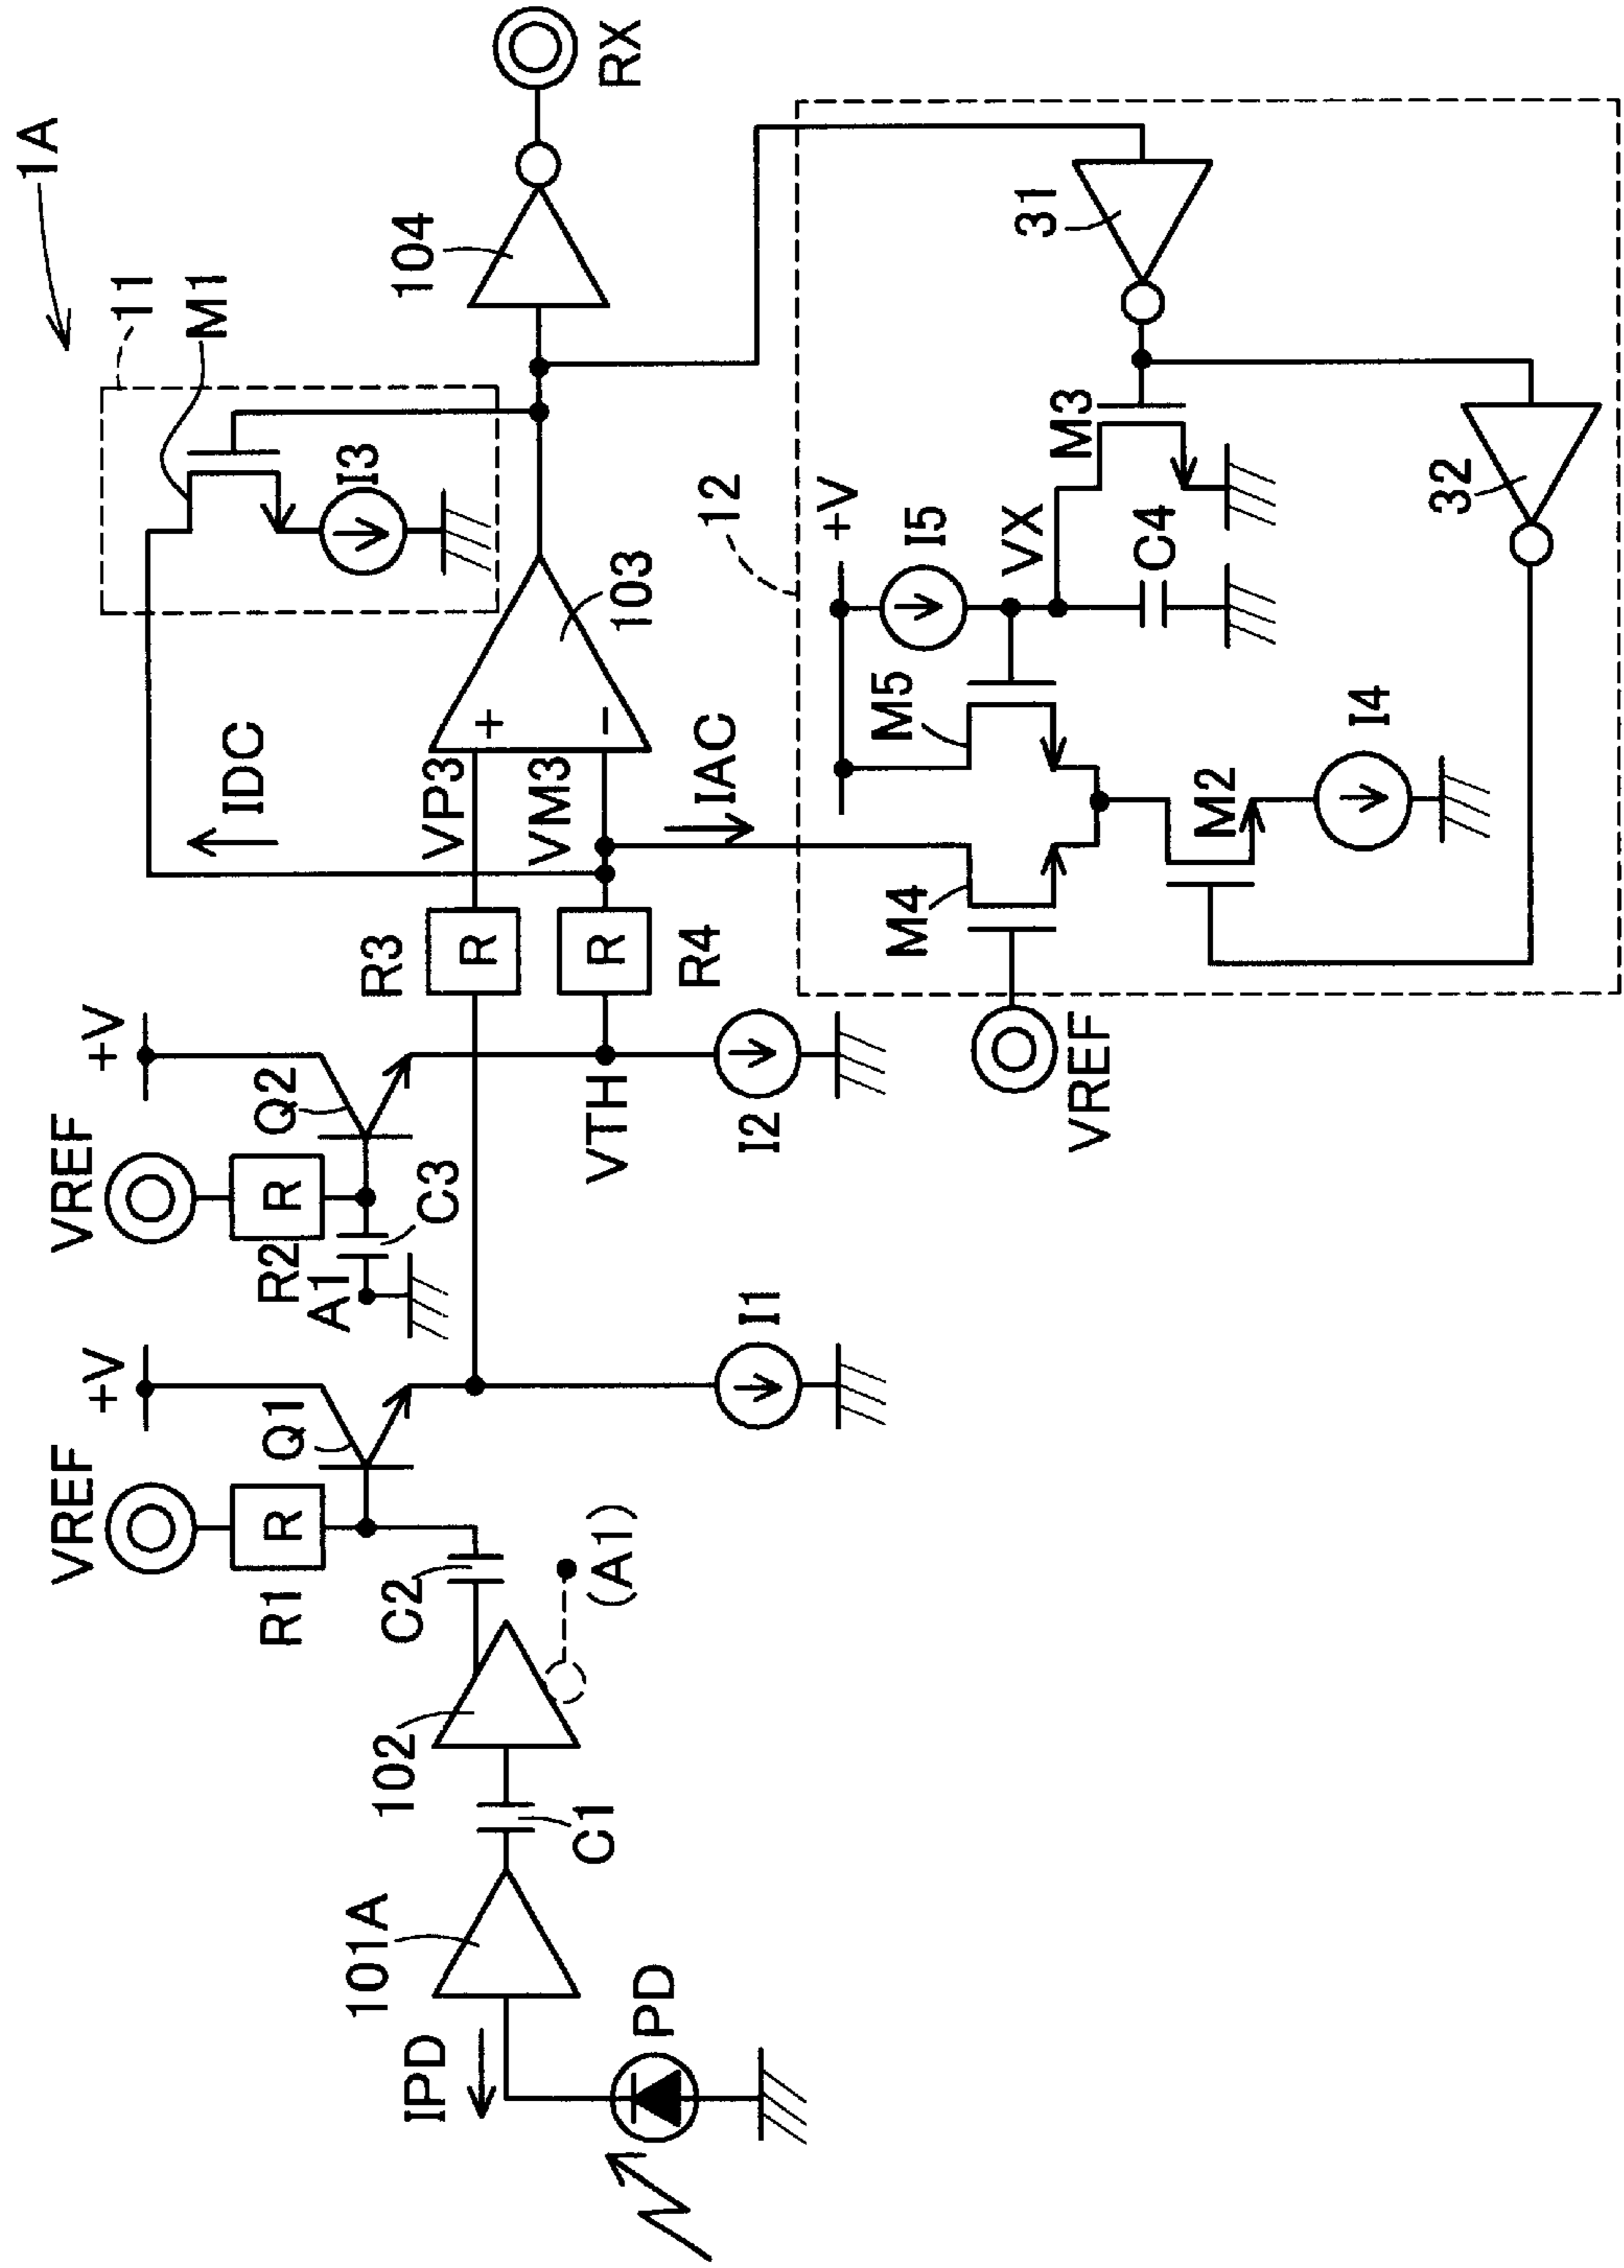 1A
11
M1
I3
104
RX
IDC
VP3
VM3
+
−
103
IAC
R3
R
R
R4
+V
VREF
Q2
R
R2
A1
C3
VTH
I2
+V
VREF
Q1
R
R1
I1
C2
(A1)
102
C1
101A
IPD
PD
12
31
+V
I5
VX
M3
C4
32
M5
M4
M2
I4
VREF